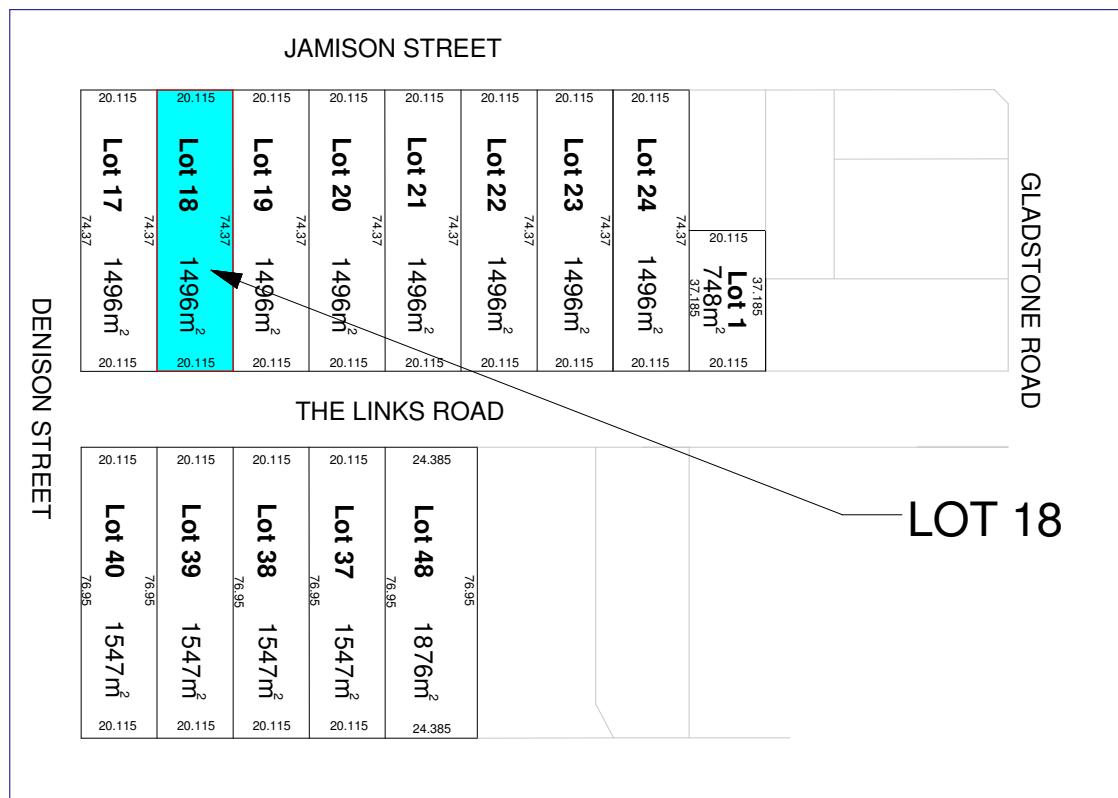 JAMISON STREET
20.115 20.115 20.115 20.115 20.115 20.115 20.115 20.115
Lot 17 Lot 18 Lot 19 Lot 20 Lot 21 Lot 22 Lot 23 Lot 24
74.37 74.37 74.37 74.37 74.37 74.37 74.37 74.37 74.37
1496m² 1496m² 1496m² 1496m² 1496m² 1496m² 1496m² 1496m²
20.115 20.115 20.115 20.115 20.115 20.115 20.115 20.115
20.115
37.185
Lot 1
748m²
37.185
20.115
GLADSTONE ROAD
DENISON STREET
THE LINKS ROAD
20.115 20.115 20.115 20.115 24.385
Lot 40 Lot 39 Lot 38 Lot 37 Lot 48
76.95 76.95 76.95 76.95 76.95 76.95
1547m² 1547m² 1547m² 1547m² 1876m²
20.115 20.115 20.115 20.115 24.385
LOT 18